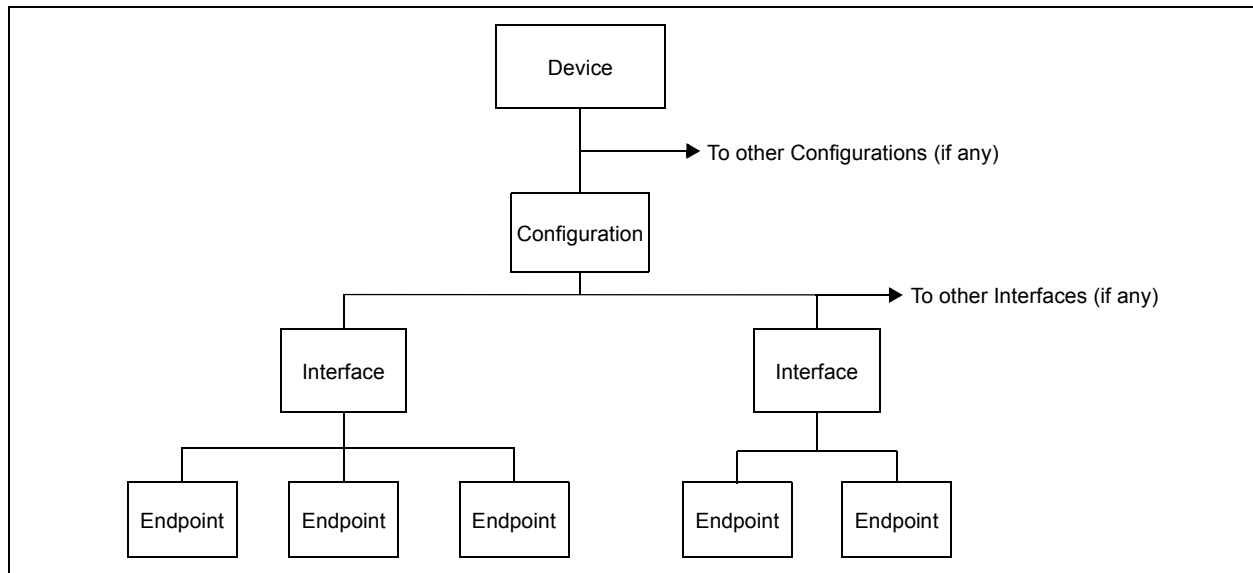 Device
To other Configurations (if any)
Configuration
To other Interfaces (if any)
Interface
Interface
Endpoint
Endpoint
Endpoint
Endpoint
Endpoint